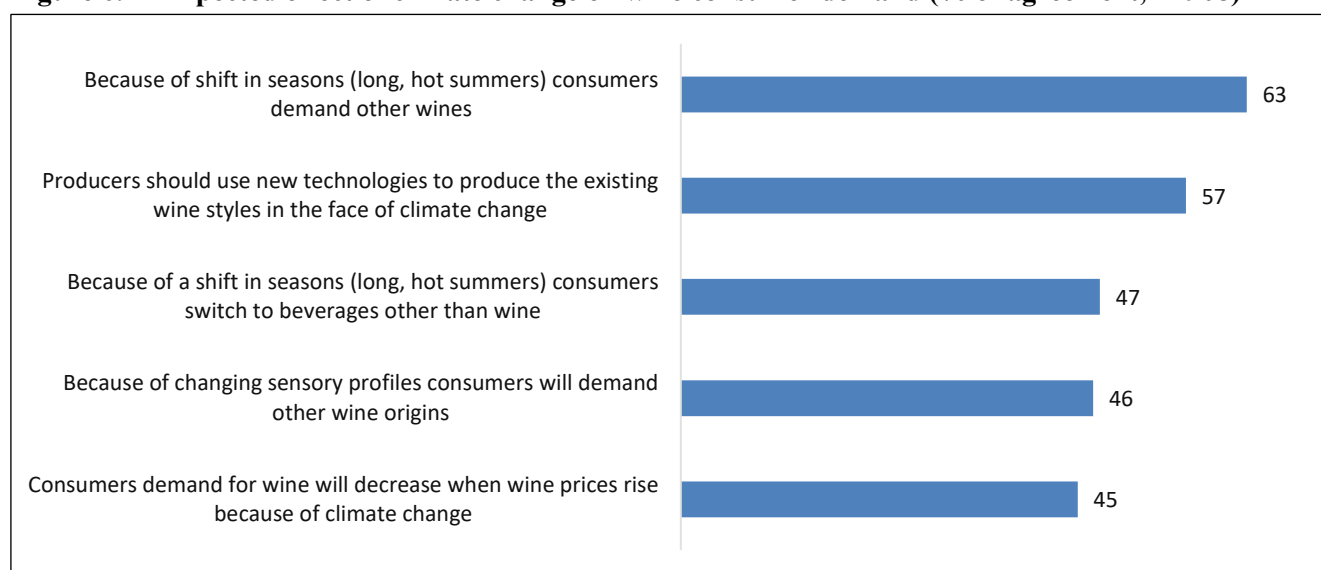 Because of shift in seasons (long, hot summers) consumers
demand other wines
63
Producers should use new technologies to produce the existing
wine styles in the face of climate change
57
Because of a shift in seasons (long, hot summers) consumers
switch to beverages other than wine
47
Because of changing sensory profiles consumers will demand
other wine origins
46
Consumers demand for wine will decrease when wine prices rise
because of climate change
45